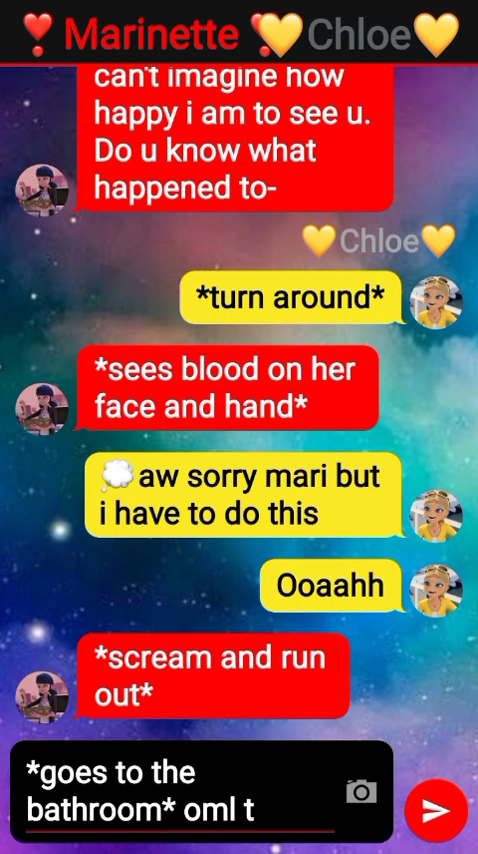 ❣️ Marinette ❣️💛Chloe💛
can't imagine how
happy i am to see u.
Do u know what
happened to-
💛Chloe💛
*turn around*
*sees blood on her
face and hand*
💭aw sorry mari but
i have to do this
Ooaahh
*scream and run
out*
*goes to the
bathroom* oml t